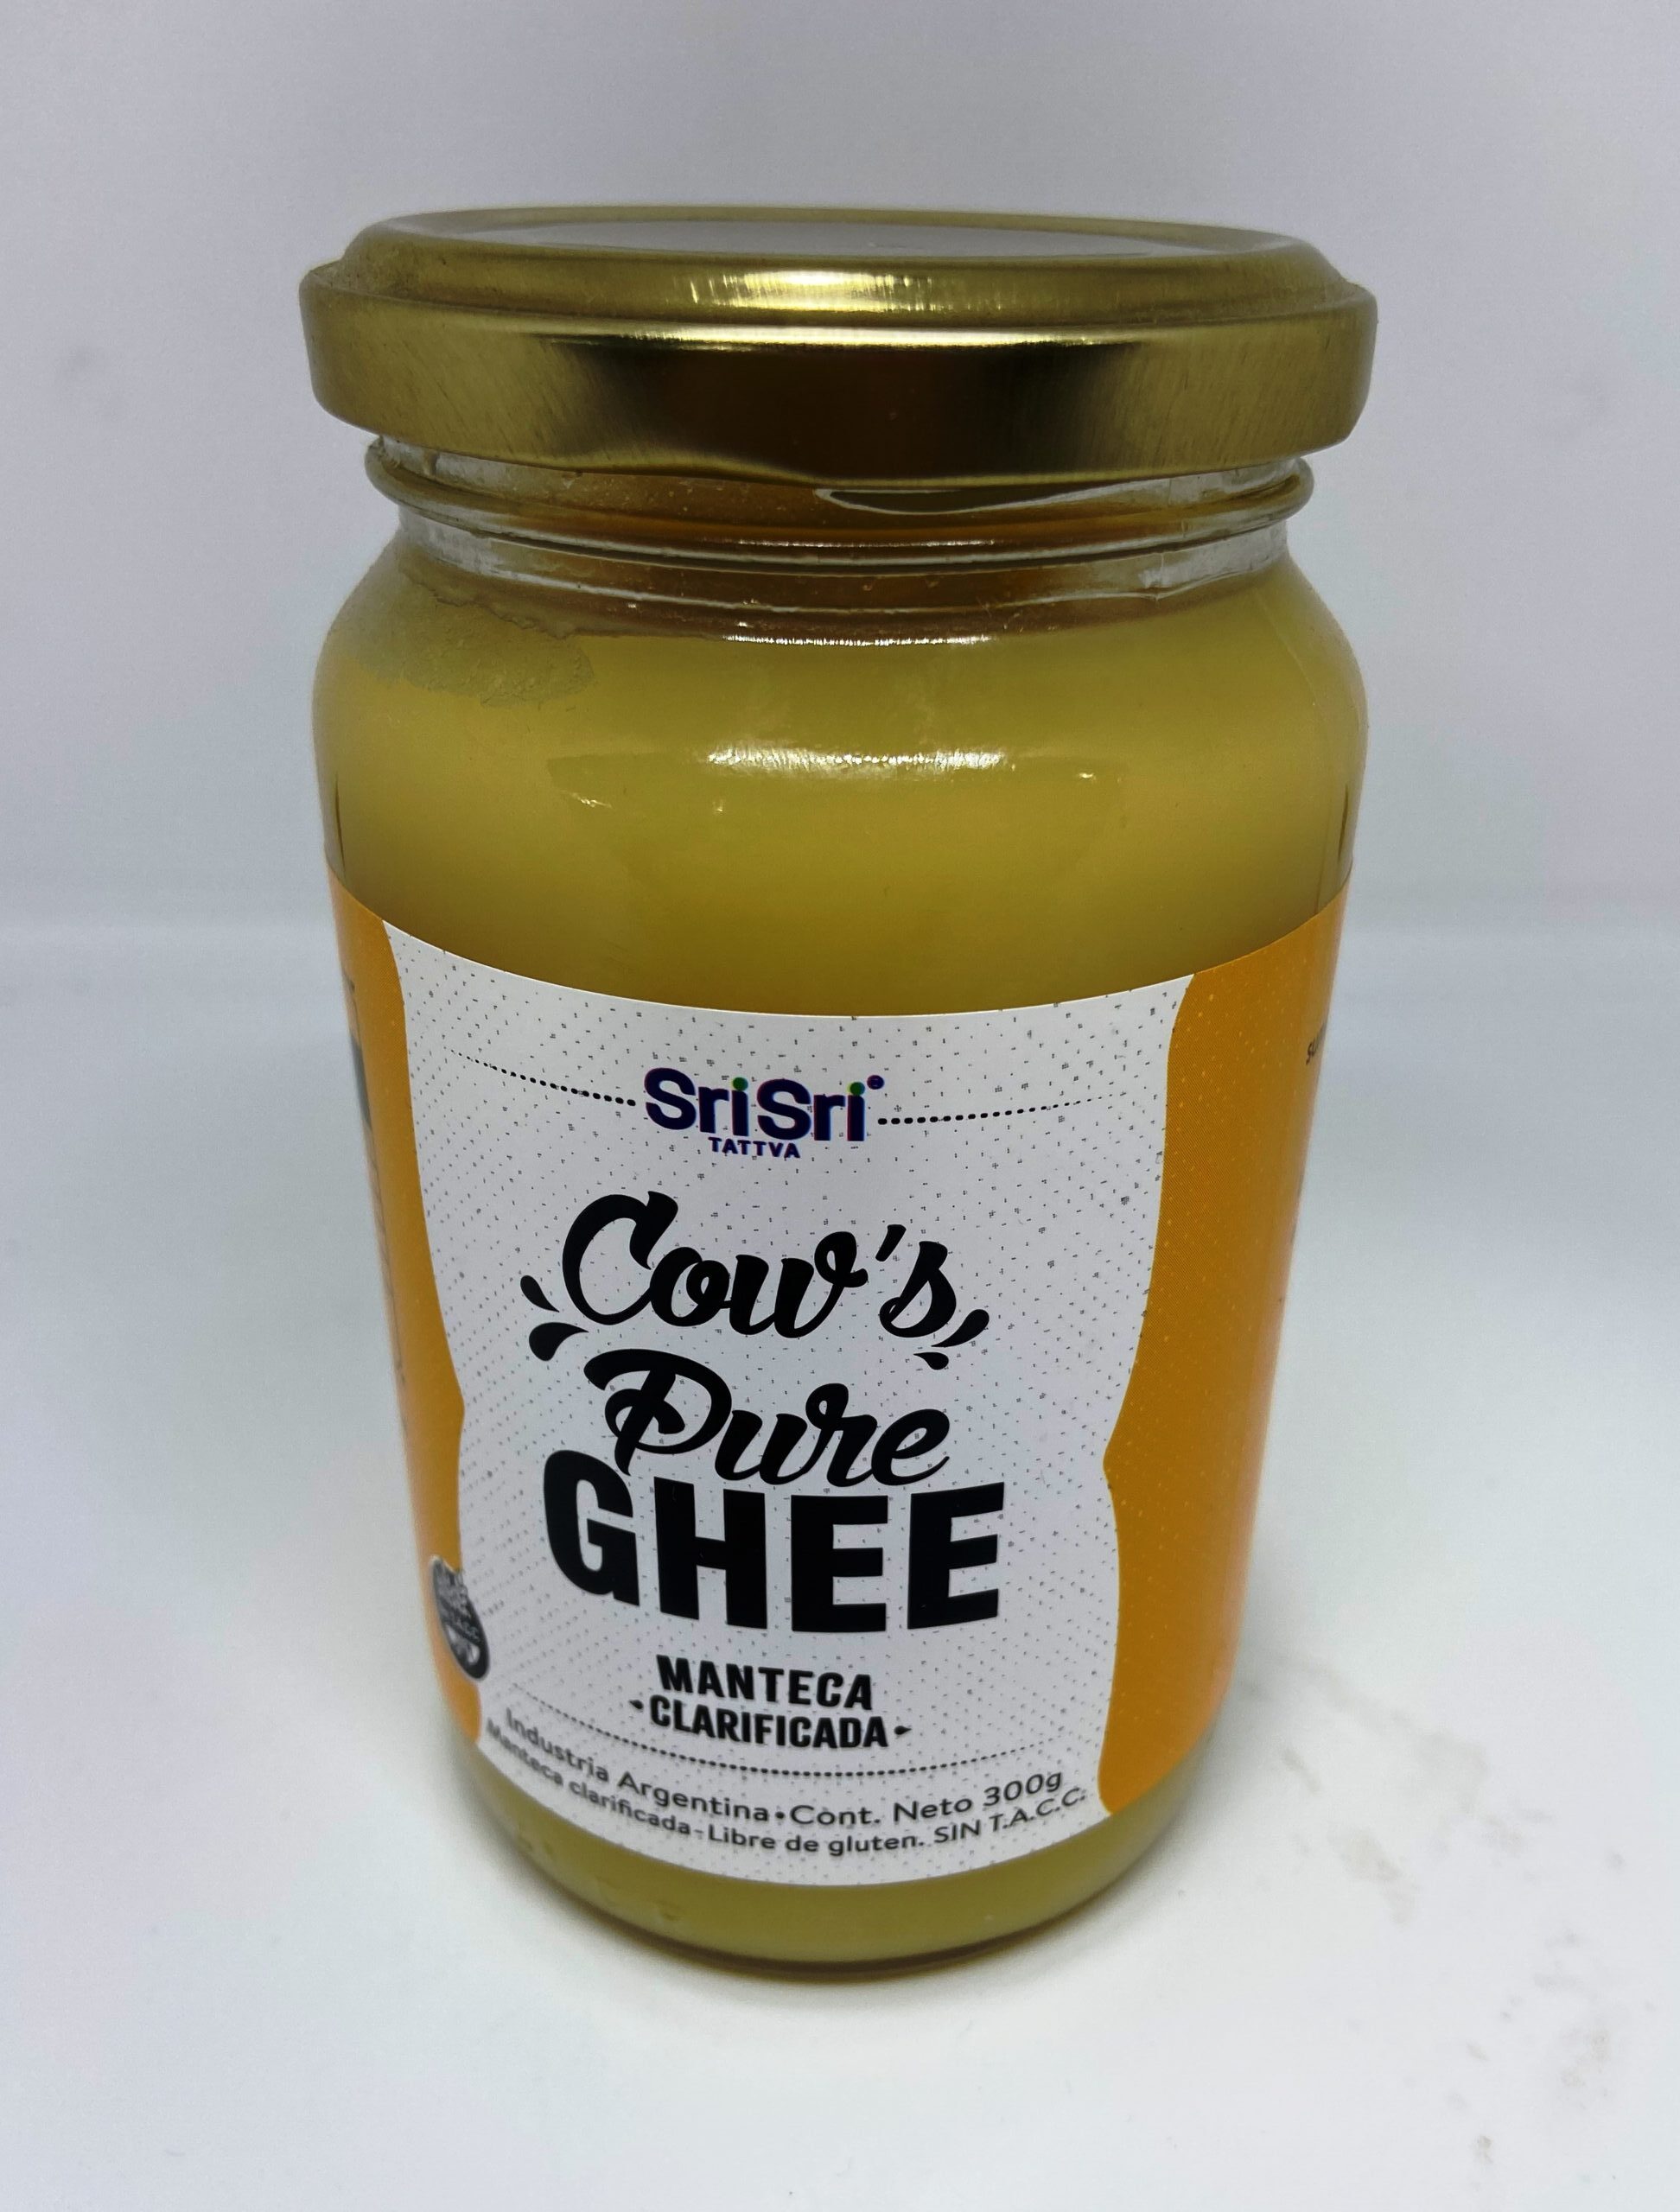 SriSri®
TATTVA
Cow's
Pure
GHEE
MANTECA
-CLARIFICADA-
Industria Argentina • Cont. Neto 300g
Manteca clarificada - Libre de gluten. SIN T.A.C.C.